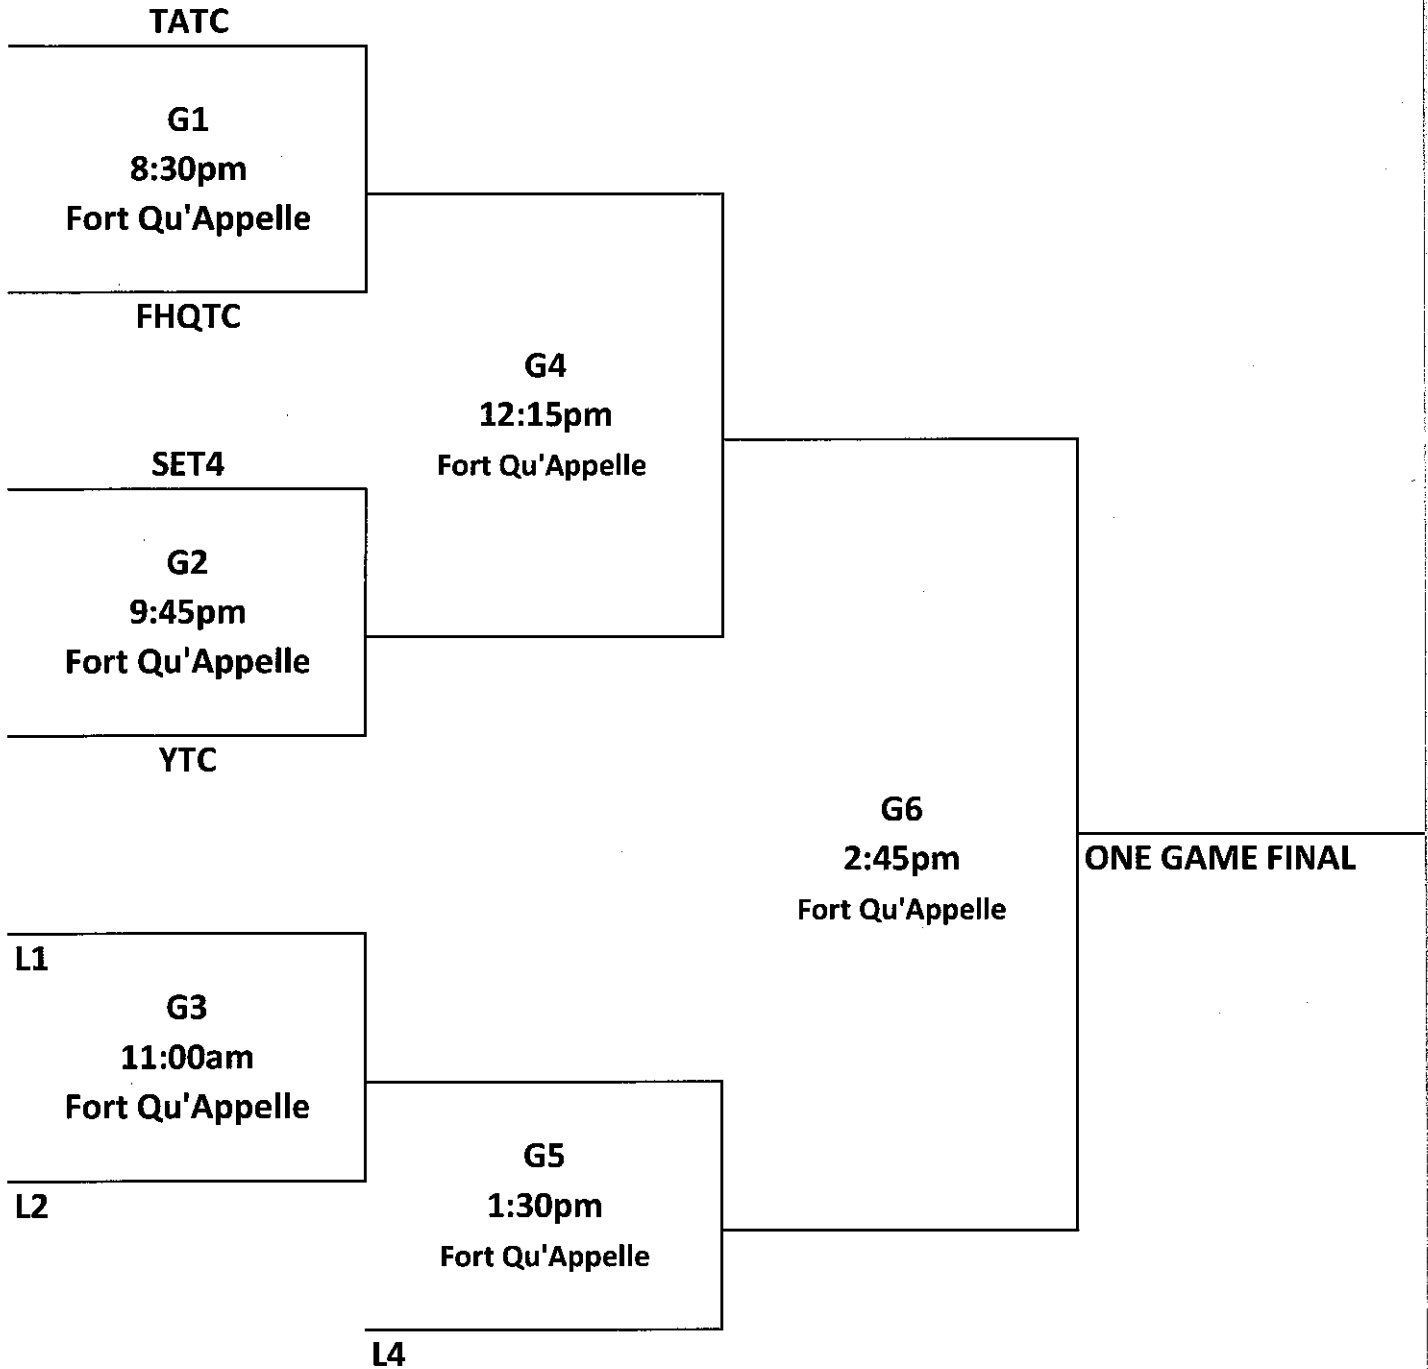 TATC
G1
8:30pm
Fort Qu'Appelle
FHQTC
G4
12:15pm
Fort Qu'Appelle
SET4
G2
9:45pm
Fort Qu'Appelle
YTC
G6
2:45pm
Fort Qu'Appelle
ONE GAME FINAL
L1
G3
11:00am
Fort Qu'Appelle
L2
G5
1:30pm
Fort Qu'Appelle
L4